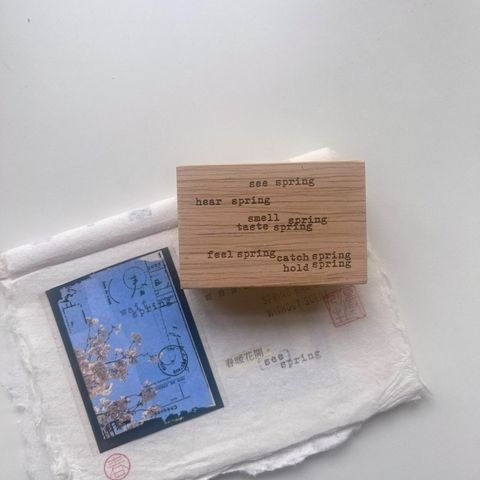 see spring
hear spring
smell spring
taste spring
feel spring
catch spring
hold spring
wait
spring
春暖花開
[see]
spring
春